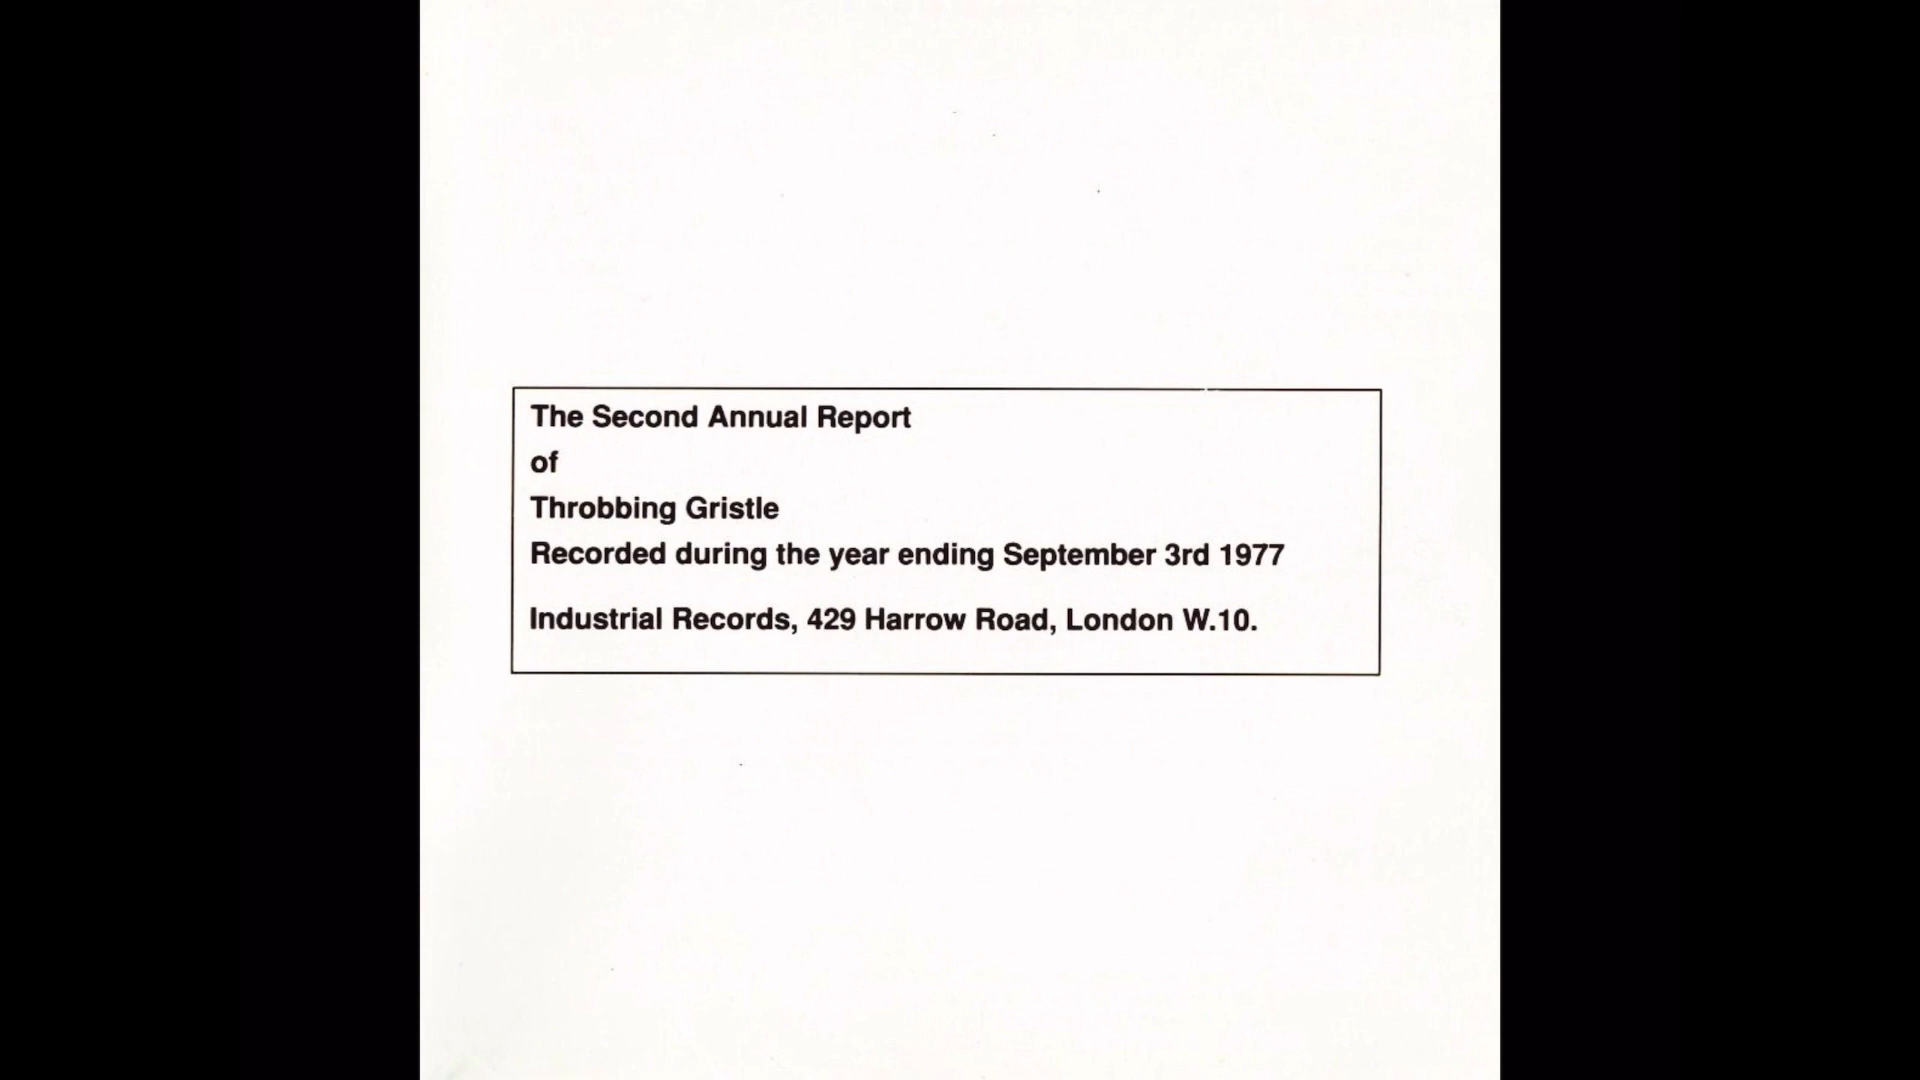 The Second Annual Report
of
Throbbing Gristle
Recorded during the year ending September 3rd 1977
Industrial Records, 429 Harrow Road, London W.10.